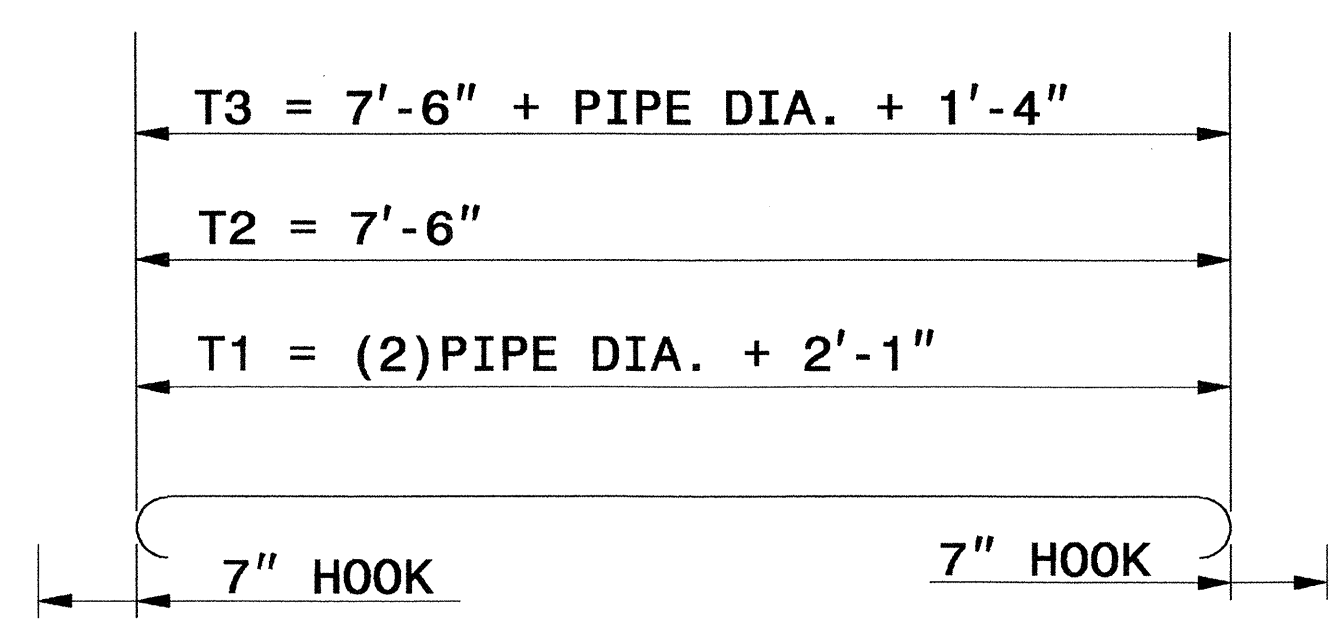 T3 = 7'-6" + PIPE DIA. + 1'-4"
T2 = 7'-6"
T1 = (2)PIPE DIA. + 2'-1"
7" HOOK
7" HOOK